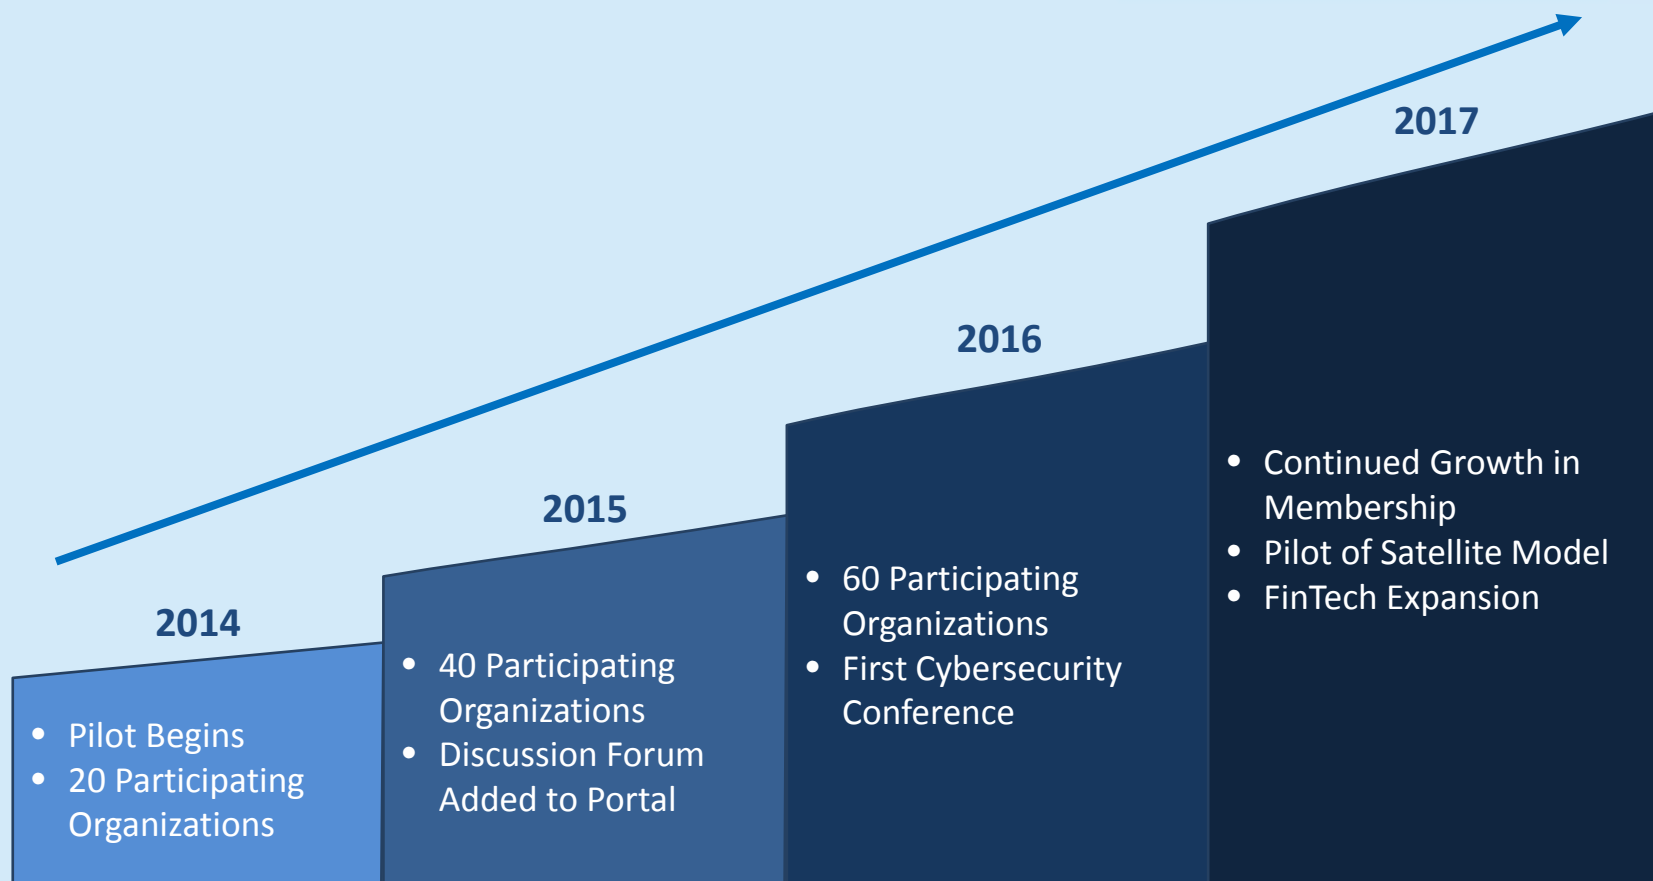 2014
• Pilot Begins
• 20 Participating
Organizations
2015
• 40 Participating
Organizations
• Discussion Forum
Added to Portal
2016
• 60 Participating
Organizations
• First Cybersecurity
Conference
2017
• Continued Growth in
Membership
• Pilot of Satellite Model
• FinTech Expansion